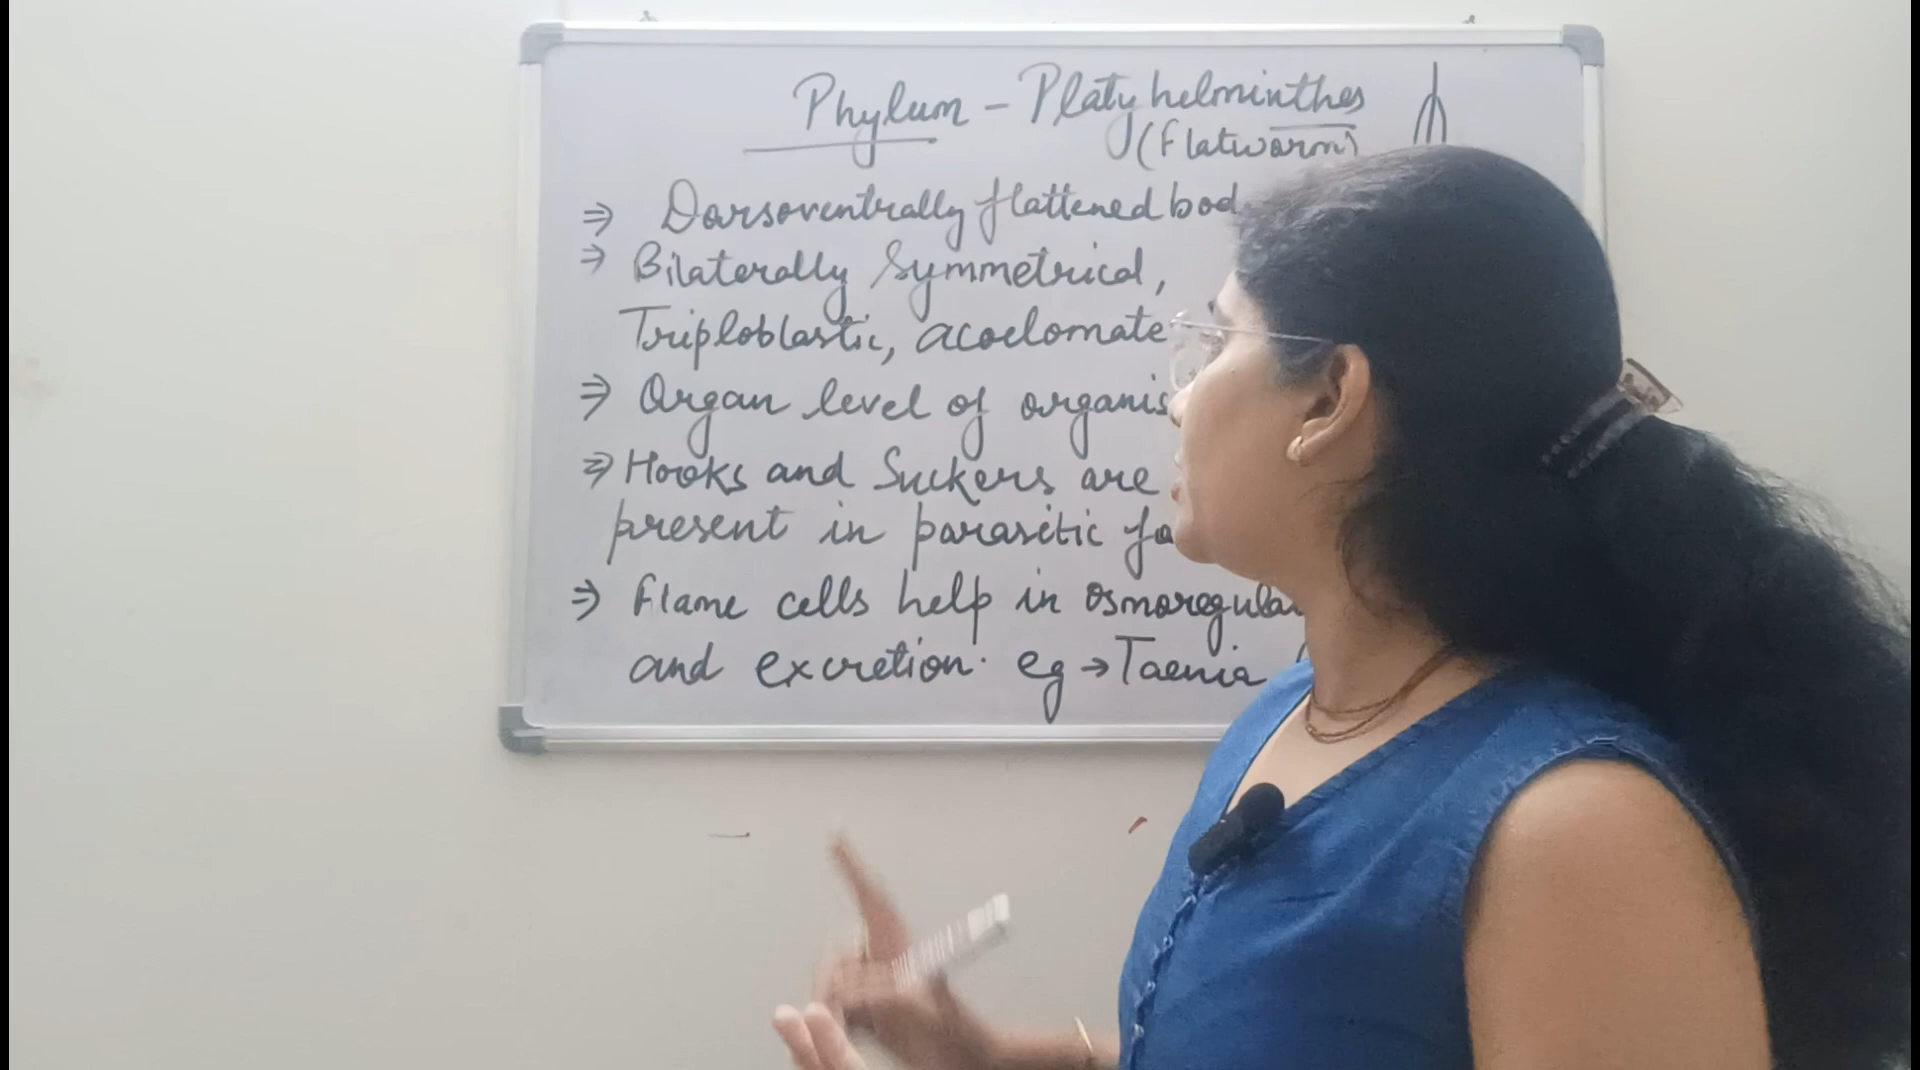 Phylum - Platyhelminthes
(Flatworm)
⇒ Dorsoventrally flattened bod
⇒ Bilaterally Symmetrical,
Triploblastic, acoelomate
⇒ Organ level of organis
⇒ Hooks and Suckers are
present in parasitic fo
⇒ Flame cells help in Osmoregula
and excretion. eg → Taenia